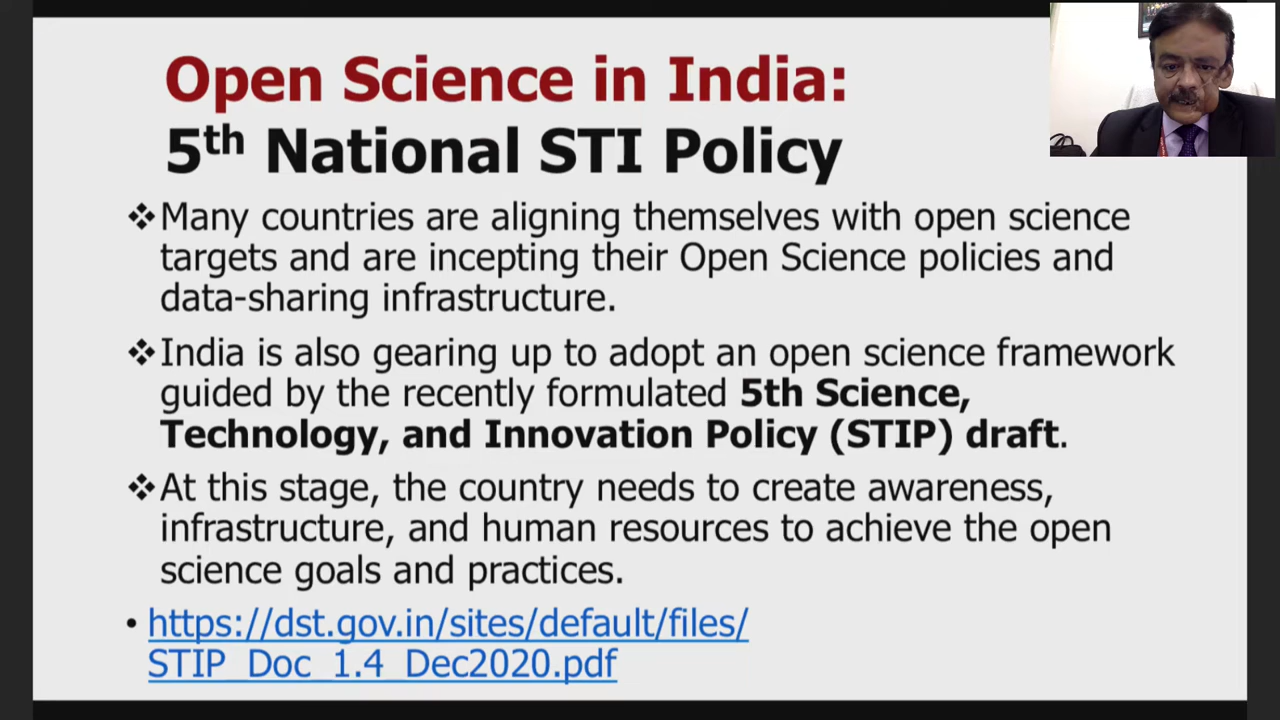 Open Science in India:
5th National STI Policy
❖Many countries are aligning themselves with open science
targets and are incepting their Open Science policies and
data-sharing infrastructure.
❖India is also gearing up to adopt an open science framework
guided by the recently formulated 5th Science,
Technology, and Innovation Policy (STIP) draft.
❖At this stage, the country needs to create awareness,
infrastructure, and human resources to achieve the open
science goals and practices.
• https://dst.gov.in/sites/default/files/
STIP_Doc_1.4_Dec2020.pdf